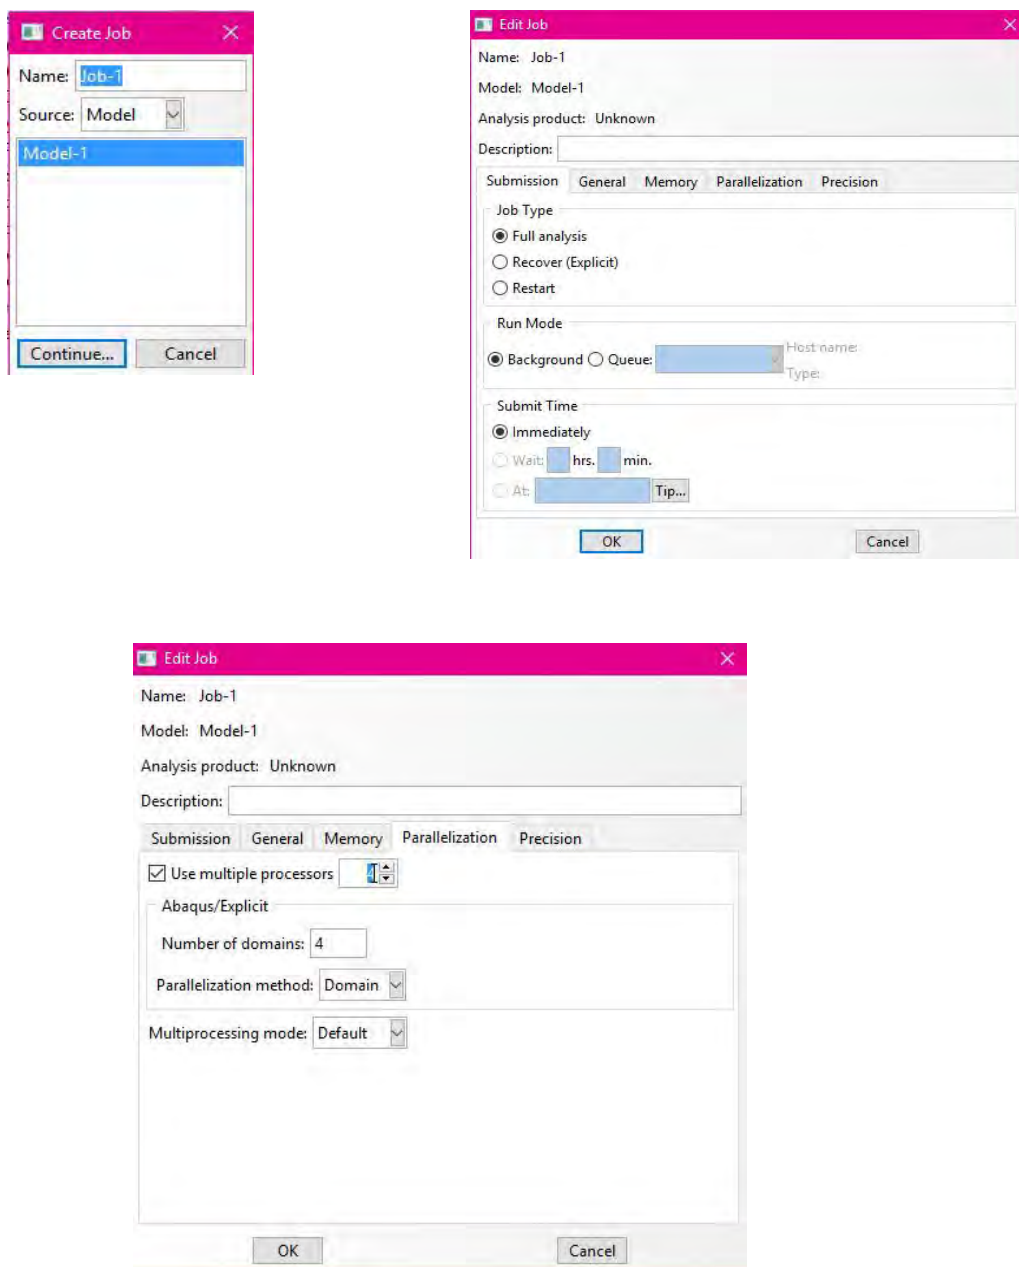 Create Job
Name: Job-1
Source: Model
Model-1
Continue... Cancel
Edit Job
Name: Job-1
Model: Model-1
Analysis product: Unknown
Description:
Submission General Memory Parallelization Precision
Job Type
Full analysis
Recover (Explicit)
Restart
Run Mode
Background Queue: Host name:
Type:
Submit Time
Immediately
Wait: hrs. min.
At: Tip...
OK Cancel
Edit Job
Name: Job-1
Model: Model-1
Analysis product: Unknown
Description:
Submission General Memory Parallelization Precision
Use multiple processors 4
Abaqus/Explicit
Number of domains: 4
Parallelization method: Domain
Multiprocessing mode: Default
OK Cancel